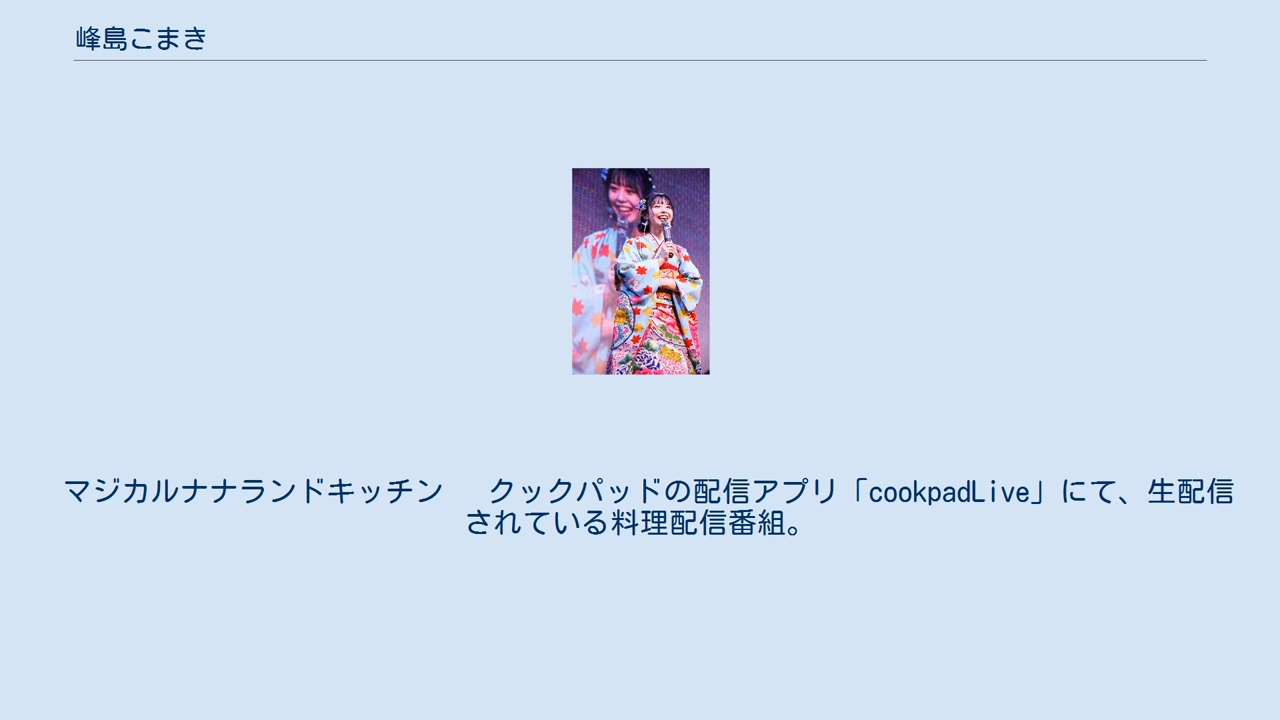 峰島こまき
マジカルナナランドキッチン　 クックパッドの配信アプリ「cookpadLive」にて、生配信
されている料理配信番組。